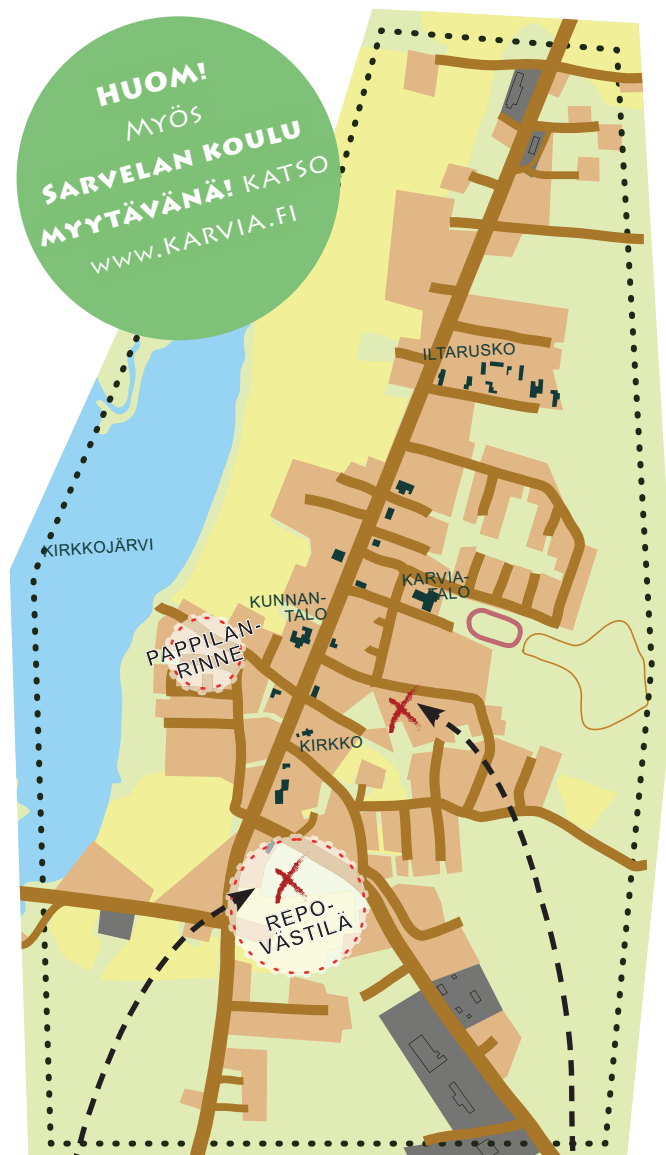 HUOM!
MYÖS
SARVELAN KOULU
MYYTÄVÄNÄ! KATSO
WWW.KARVIA.FI
ILTARUSKO
KIRKKOJÄRVI
KARVIA-
TALO
KUNNAN-
TALO
PAPPILAN-
RINNE
KIRKKO
REPO-
VÄSTILÄ